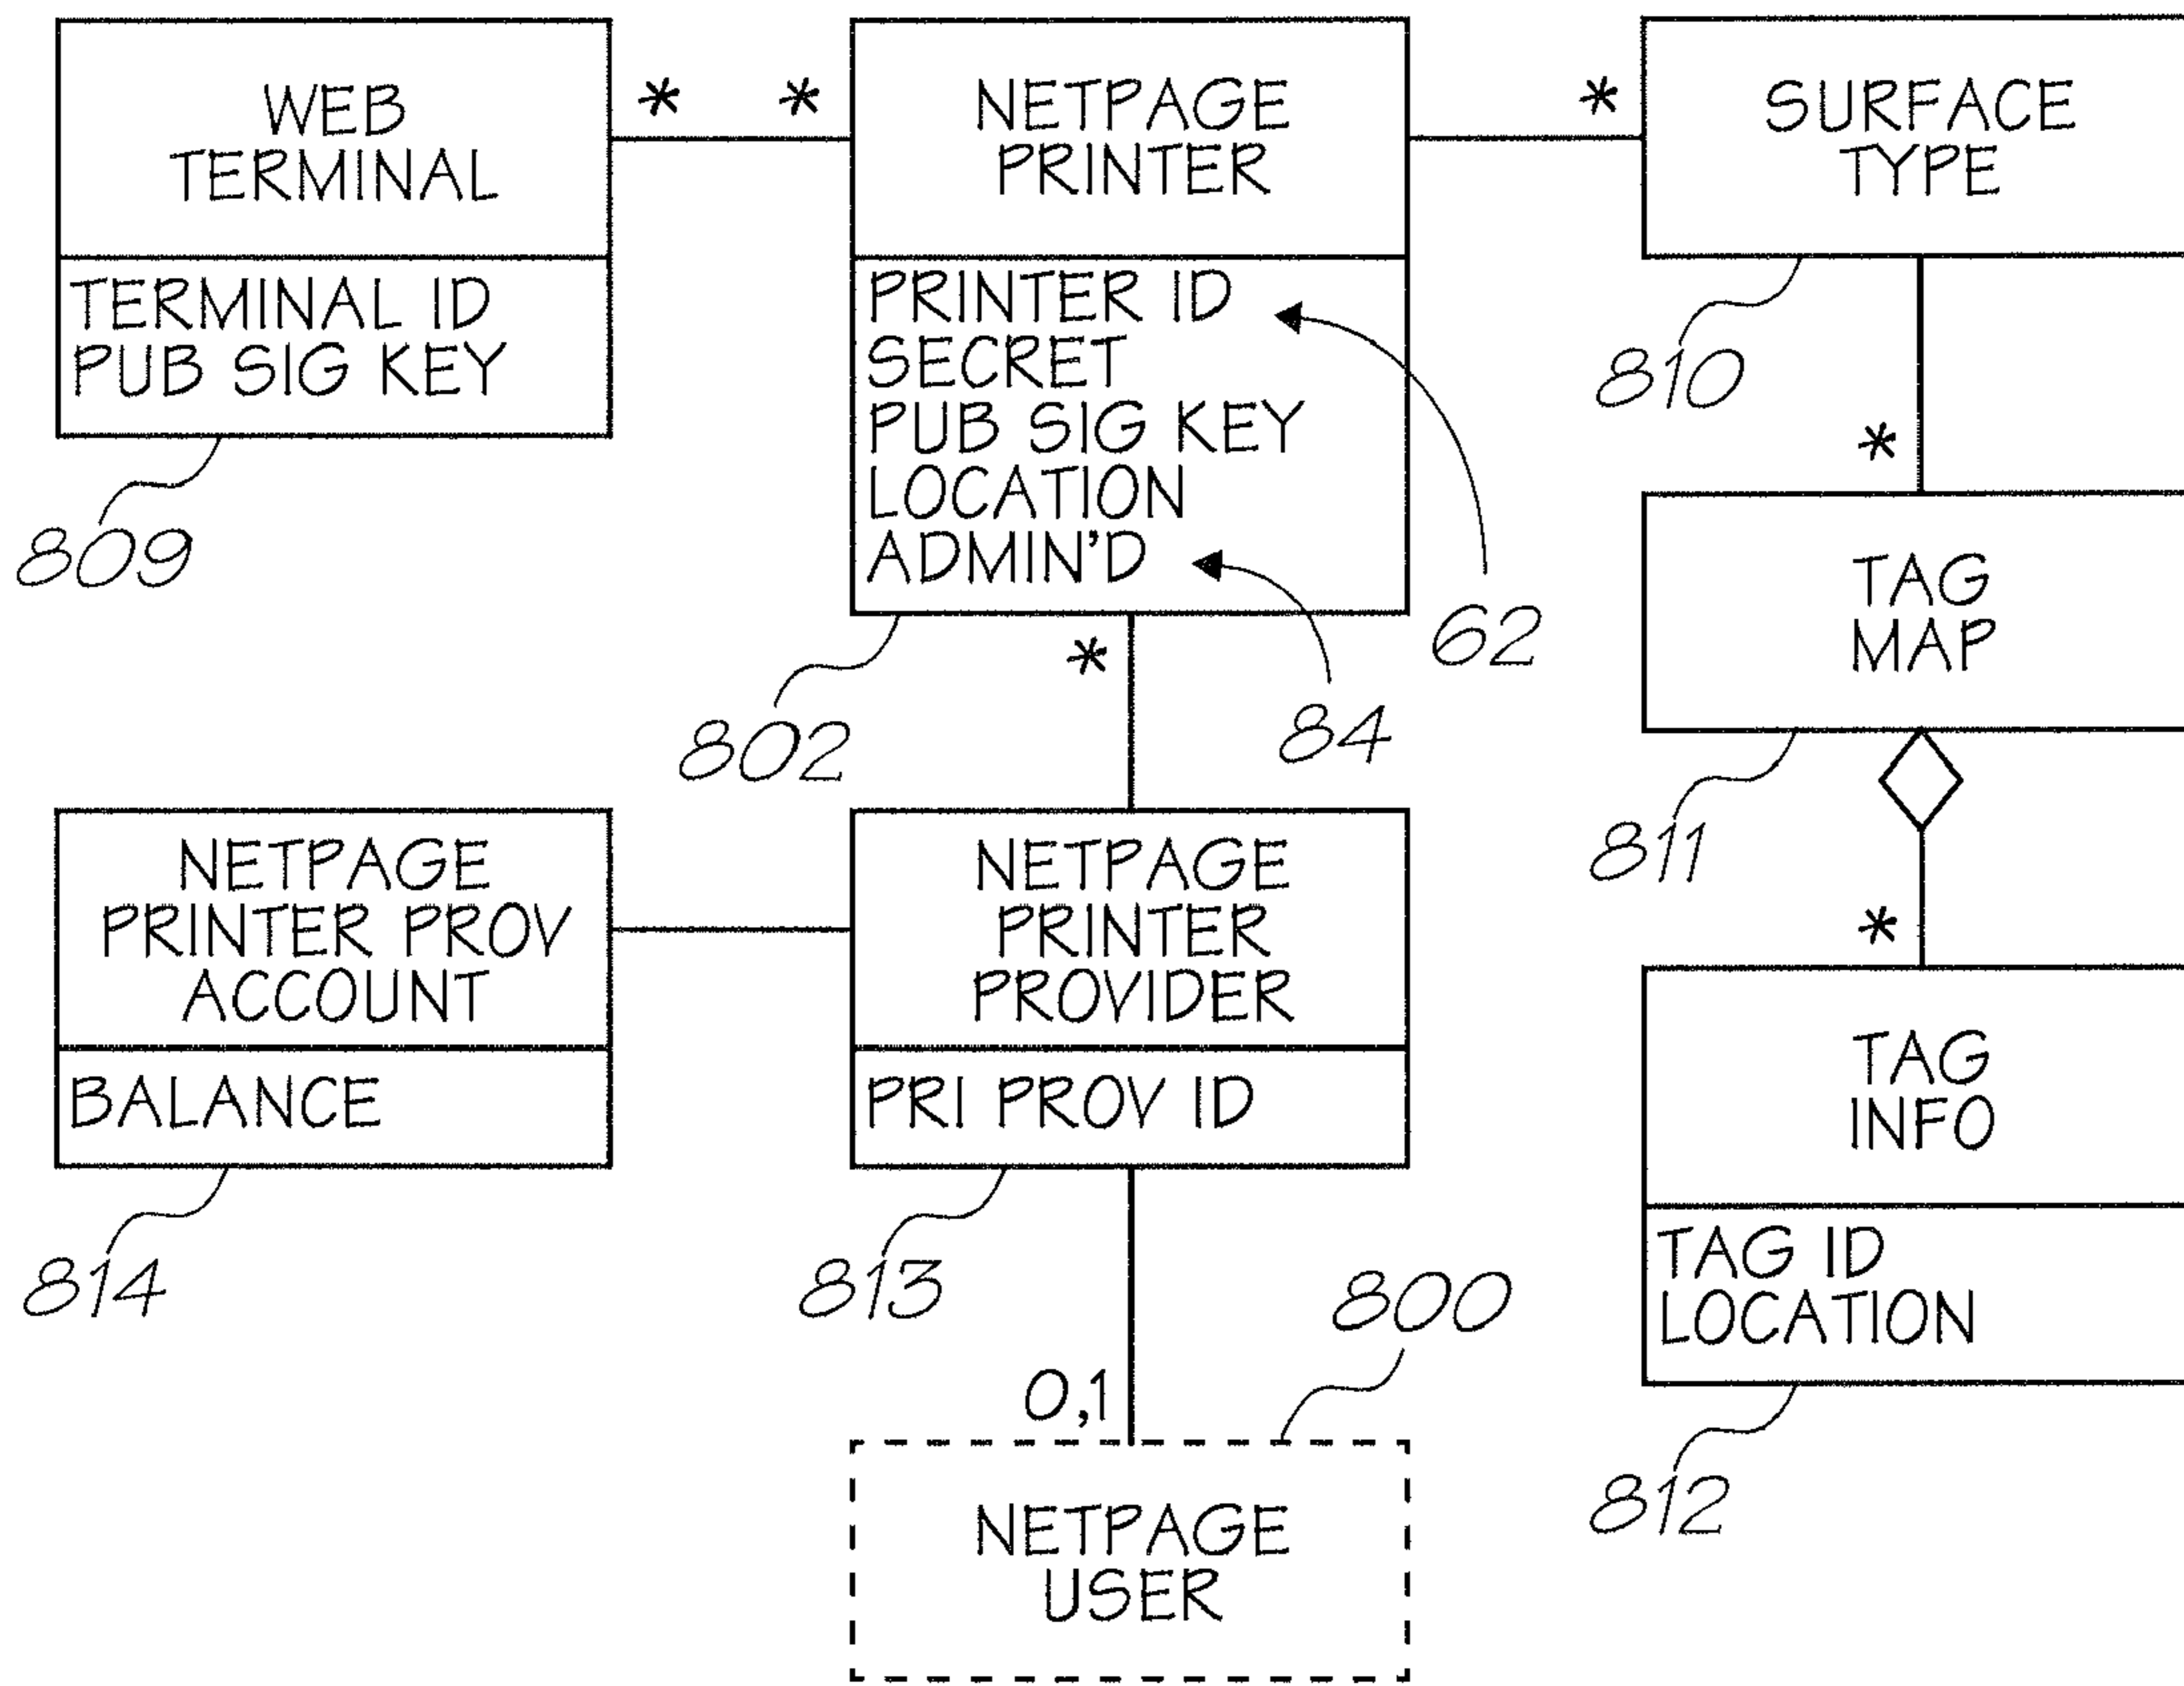 WEB
TERMINAL
TERMINAL ID
PUB SIG KEY
809
*
*
NETPAGE
PRINTER
PRINTER ID
SECRET
PUB SIG KEY
LOCATION
ADMIN'D
62
84
802
*
*
SURFACE
TYPE
810
*
TAG
MAP
811
*
TAG
INFO
TAG ID
LOCATION
812
NETPAGE
PRINTER PROV
ACCOUNT
BALANCE
814
NETPAGE
PRINTER
PROVIDER
PRI PROV ID
813
800
0,1
NETPAGE
USER